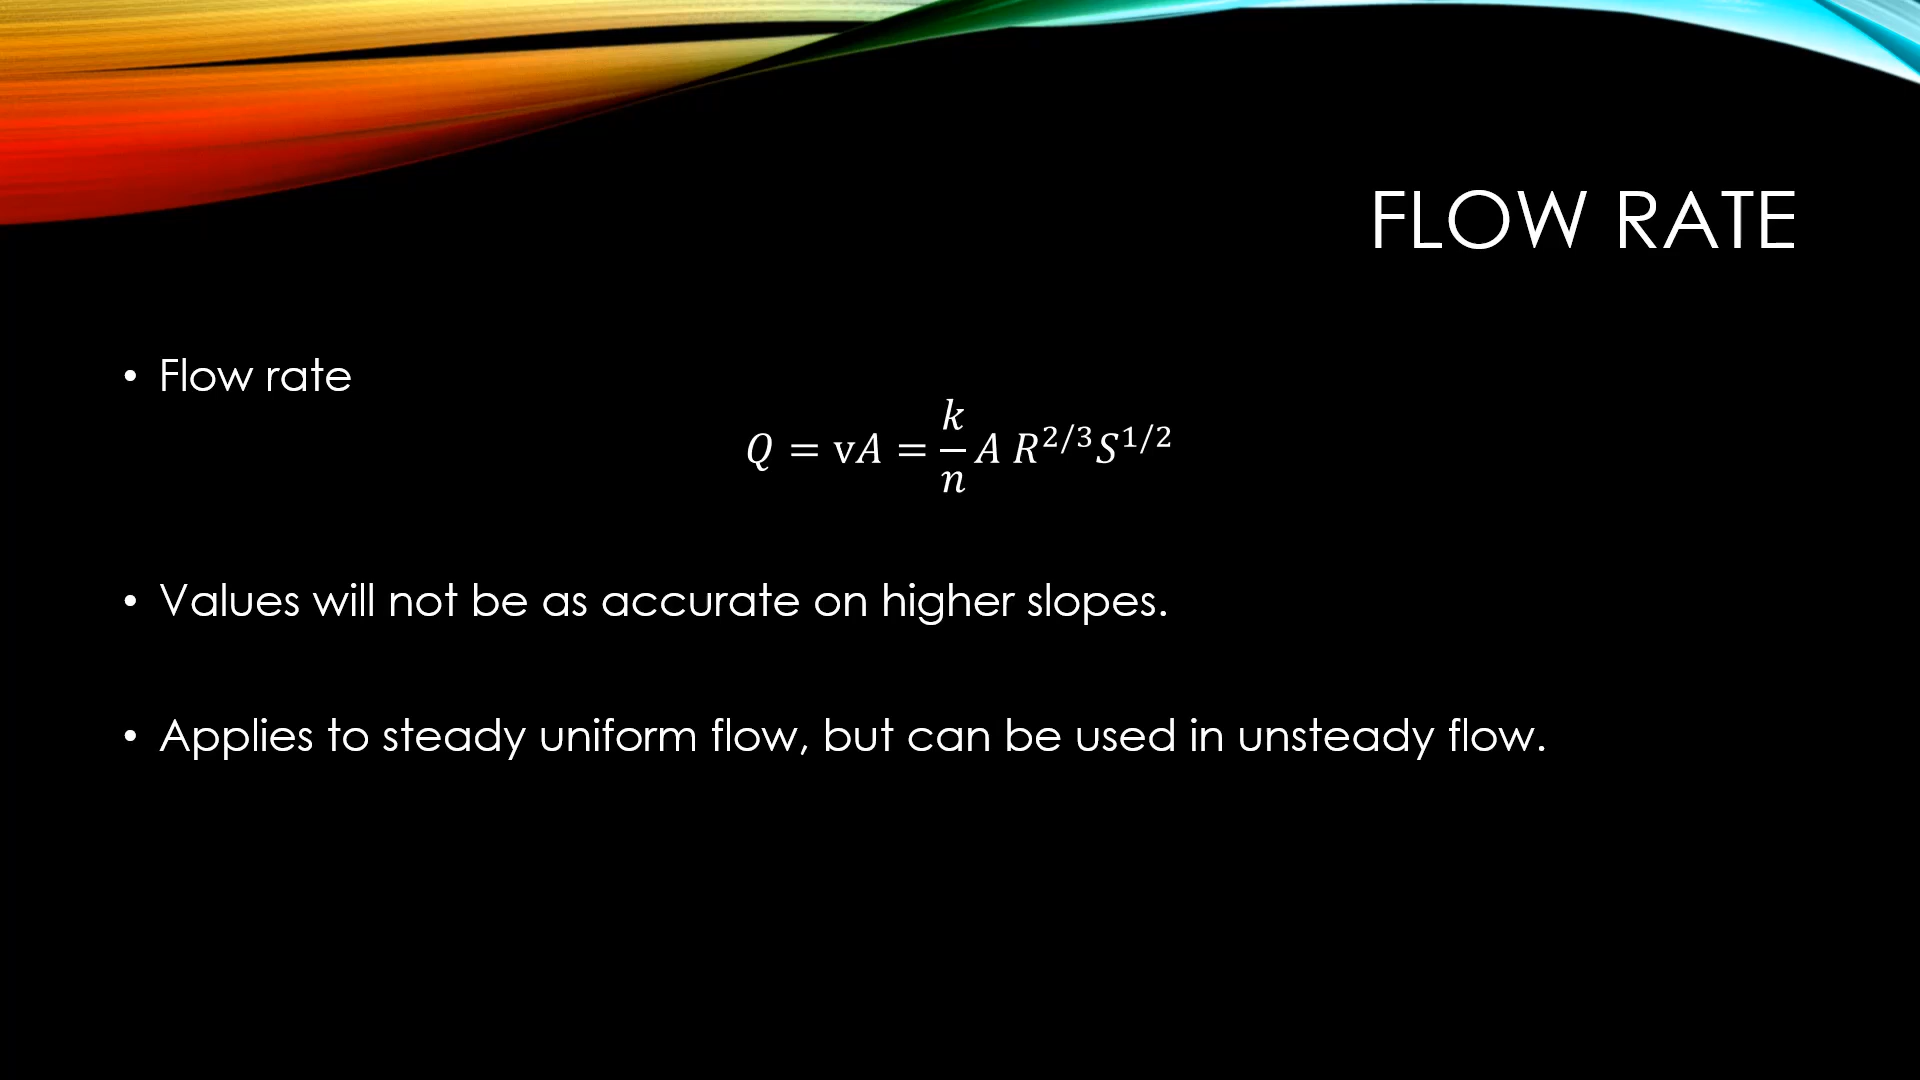 FLOW RATE
• Flow rate
Q = vA = k/n A R^{2/3} S^{1/2}
• Values will not be as accurate on higher slopes.
• Applies to steady uniform flow, but can be used in unsteady flow.